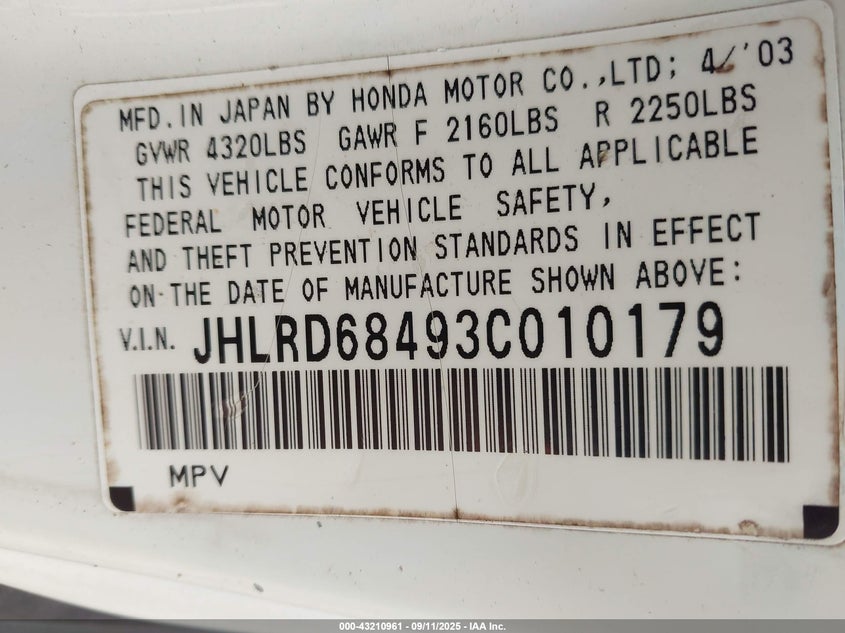 MFD. IN JAPAN BY HONDA MOTOR CO.,LTD; 4/'03
GVWR 4320LBS GAWR F 2160LBS R 2250LBS
THIS VEHICLE CONFORMS TO ALL APPLICABLE
FEDERAL MOTOR VEHICLE SAFETY,
AND THEFT PREVENTION STANDARDS IN EFFECT
ON THE DATE OF MANUFACTURE SHOWN ABOVE:
V.I.N. JHLRD68493C010179
MPV
000-43210961 - 09/11/2025 - IAA Inc.